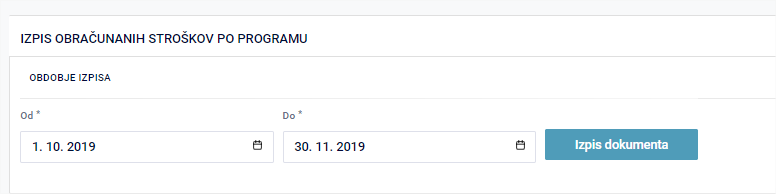 IZPIS OBRAČUNANIH STROŠKOV PO PROGRAMU
OBDOBJE IZPISA
Od * Do *
1. 10. 2019 30. 11. 2019 Izpis dokumenta